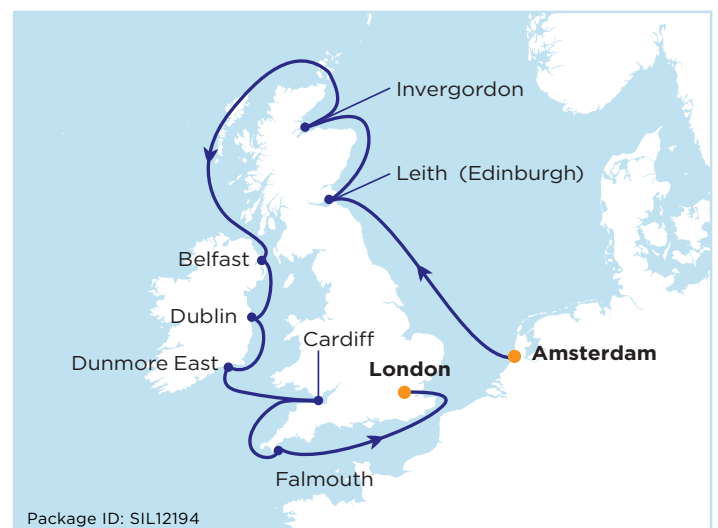 Invergordon
Leith (Edinburgh)
Belfast
Dublin
Cardiff
Dunmore East
London
Amsterdam
Falmouth
Package ID: SIL12194